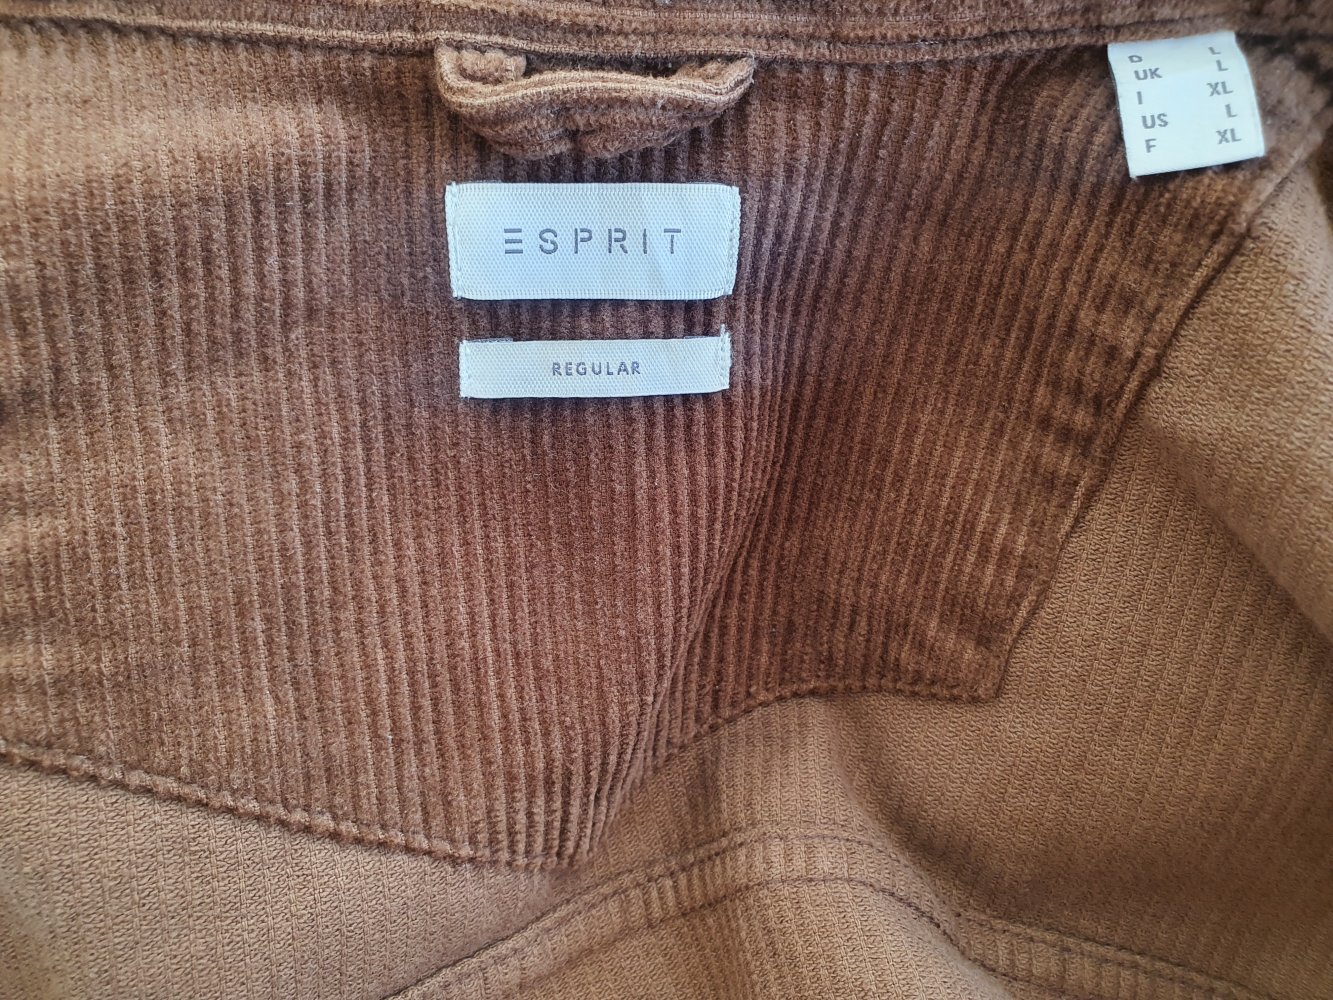 ESPRIT
REGULAR
D L
UK L
I XL
US L
F XL